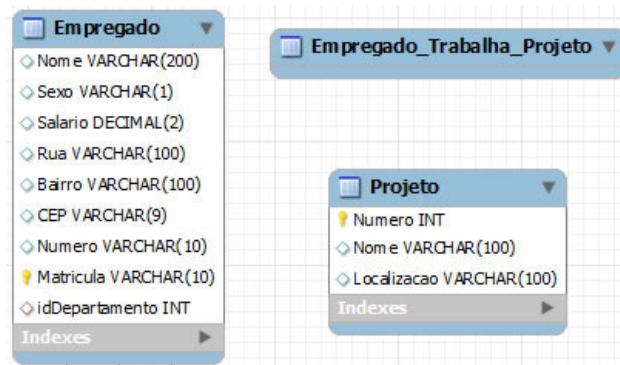 Empregado
Nome VARCHAR(200)
Sexo VARCHAR(1)
Salario DECIMAL(2)
Rua VARCHAR(100)
Bairro VARCHAR(100)
CEP VARCHAR(9)
Numero VARCHAR(10)
Matricula VARCHAR(10)
idDepartamento INT
Indexes
Empregado_Trabalha_Projeto
Projeto
Numero INT
Nome VARCHAR(100)
Localizacao VARCHAR(100)
Indexes